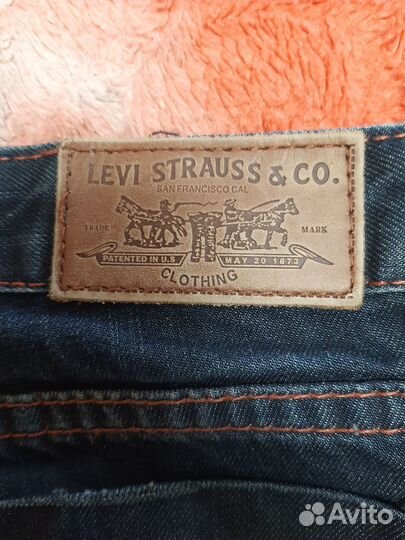 LEVI STRAUSS & CO.
SAN FRANCISCO CAL
TRADE MARK
PATENTED IN U.S MAY 20 1873
CLOTHING
Avito